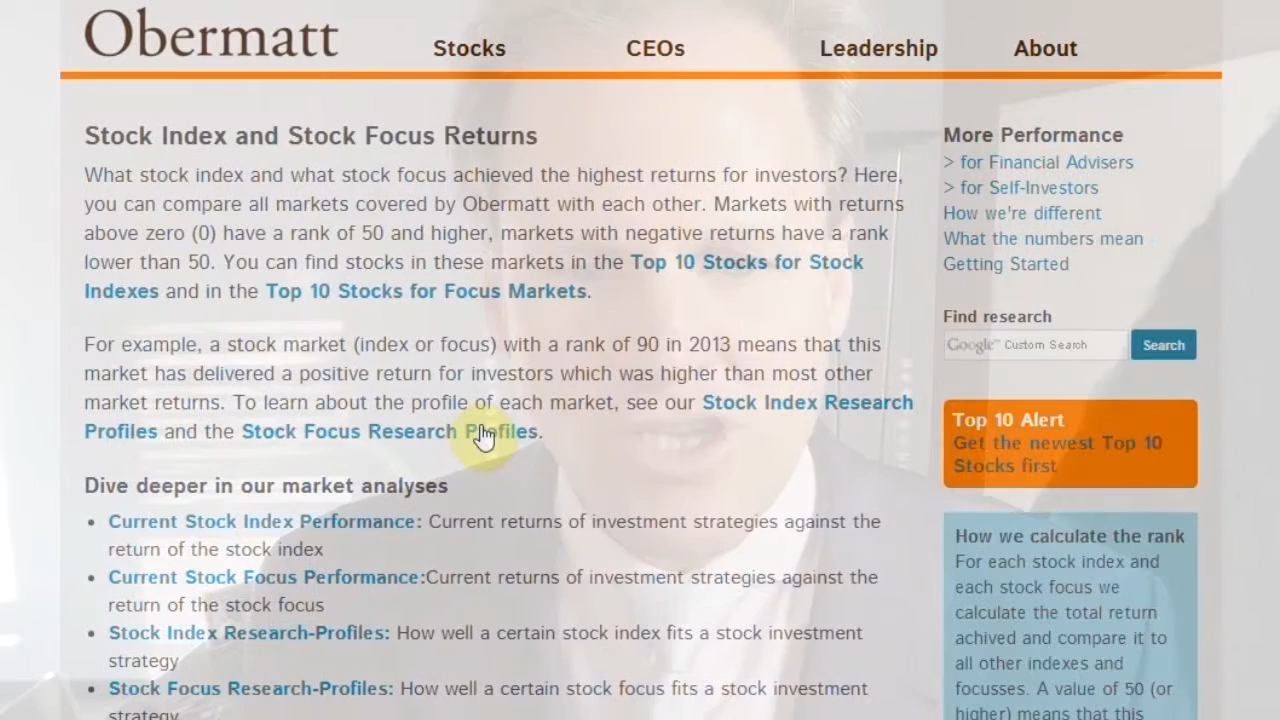 Obermatt
Stocks
CEOs
Leadership
About
Stock Index and Stock Focus Returns
What stock index and what stock focus achieved the highest returns for investors? Here,
you can compare all markets covered by Obermatt with each other. Markets with returns
above zero (0) have a rank of 50 and higher, markets with negative returns have a rank
lower than 50. You can find stocks in these markets in the Top 10 Stocks for Stock
Indexes and in the Top 10 Stocks for Focus Markets.
For example, a stock market (index or focus) with a rank of 90 in 2013 means that this
market has delivered a positive return for investors which was higher than most other
market returns. To learn about the profile of each market, see our Stock Index Research
Profiles and the Stock Focus Research Profiles.
Dive deeper in our market analyses
• Current Stock Index Performance: Current returns of investment strategies against the
return of the stock index
• Current Stock Focus Performance:Current returns of investment strategies against the
return of the stock focus
• Stock Index Research-Profiles: How well a certain stock index fits a stock investment
strategy
• Stock Focus Research-Profiles: How well a certain stock focus fits a stock investment
strategy
More Performance
> for Financial Advisers
> for Self-Investors
How we're different
What the numbers mean
Getting Started
Find research
Google™ Custom Search
Search
Top 10 Alert
Get the newest Top 10
Stocks first
How we calculate the rank
For each stock index and
each stock focus we
calculate the total return
achived and compare it to
all other indexes and
focusses. A value of 50 (or
higher) means that this